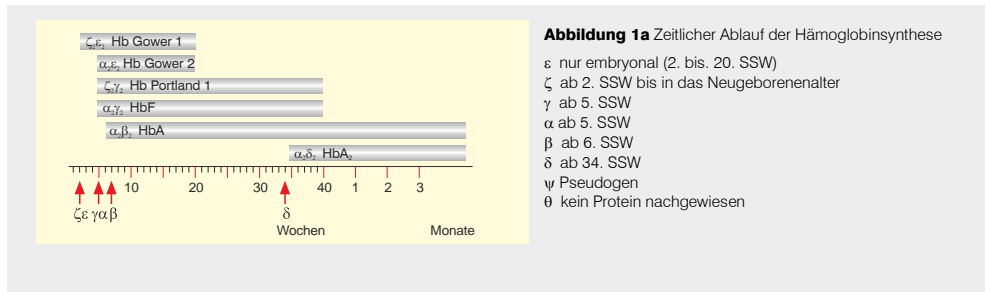 ζ₂ε₂ Hb Gower 1
α₂ε₂ Hb Gower 2
ζ₂γ₂ Hb Portland 1
α₂γ₂ HbF
α₂β₂ HbA
α₂δ₂ HbA₂
10 20 30 40 1 2 3
ζε γα β δ
Wochen Monate
Abbildung 1a Zeitlicher Ablauf der Hämoglobinsynthese
ε nur embryonal (2. bis. 20. SSW)
ζ ab 2. SSW bis in das Neugeborenenalter
γ ab 5. SSW
α ab 5. SSW
β ab 6. SSW
δ ab 34. SSW
ψ Pseudogen
θ kein Protein nachgewiesen